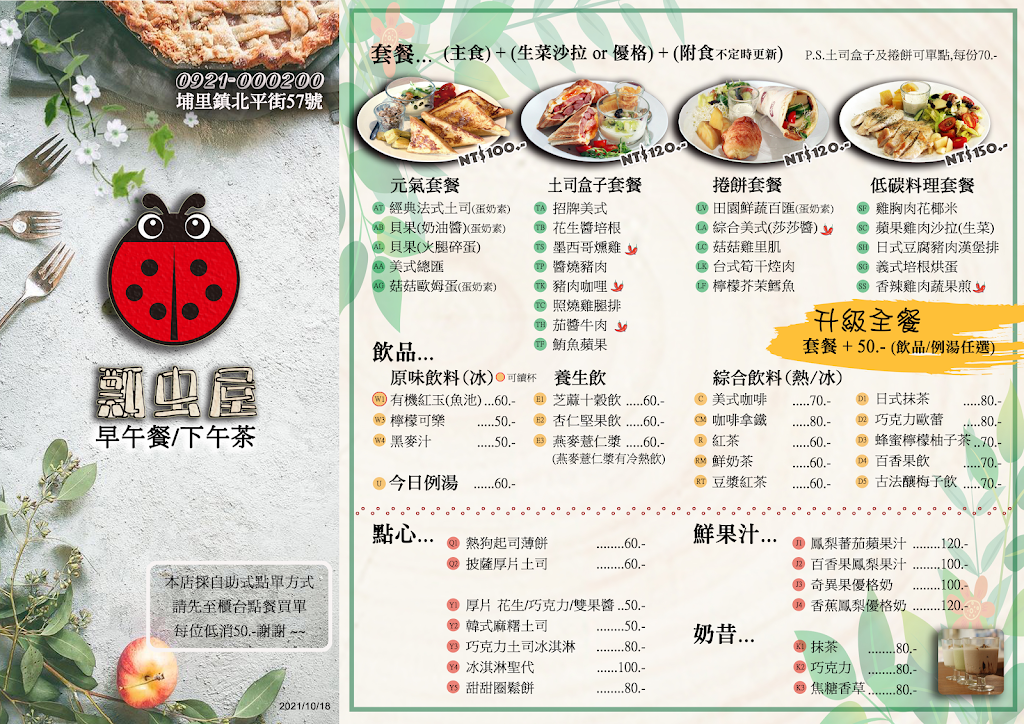 0921-000200
埔里鎮北平街57號
瓢虫屋
早午餐/下午茶
本店採自助式點單方式
請先至櫃台點餐買單
每位低消50.-謝謝 ~~
2021/10/18
套餐... (主食) + (生菜沙拉 or 優格) + (附食不定時更新) P.S.土司盒子及捲餅可單點,每份70.-
NT$100.- NT$120.- NT$120.- NT$150.-
元氣套餐
AT 經典法式土司(蛋奶素)
AB 貝果(奶油醬)(蛋奶素)
AL 貝果(火腿碎蛋)
AA 美式總匯
AG 菇菇歐姆蛋(蛋奶素)
土司盒子套餐
TA 招牌美式
TB 花生醬培根
TS 墨西哥燻雞
TP 醬燒豬肉
TK 豬肉咖哩
TC 照燒雞腿排
TH 茄醬牛肉
TF 鮪魚蘋果
捲餅套餐
LV 田園鮮蔬百匯(蛋奶素)
LA 綜合美式(莎莎醬)
LC 菇菇雞里肌
LK 台式筍干焢肉
LF 檸檬芥茉鱈魚
低碳料理套餐
SF 雞胸肉花椰米
SC 蘋果雞肉沙拉(生菜)
SH 日式豆腐豬肉漢堡排
SG 義式培根烘蛋
SS 香辣雞肉蔬果煎
升級全餐
套餐 + 50.- (飲品/例湯任選)
飲品...
原味飲料(冰) 可續杯
W1 有機紅玉(魚池)...60.-
W3 檸檬可樂 .....50.-
W4 黑麥汁 .....50.-
U 今日例湯 ......60.-
養生飲
E1 芝蔴十穀飲 .....60.-
E2 杏仁堅果飲 .....60.-
E3 燕麥薏仁漿 .....60.-
(燕麥薏仁漿有冷熱飲)
綜合飲料(熱/冰)
C 美式咖啡 .....70.-
CM 咖啡拿鐵 .....80.-
R 紅茶 .....60.-
RM 鮮奶茶 .....60.-
RT 豆漿紅茶 .....60.-
D1 日式抹茶 .....80.-
D2 巧克力歐蕾 .....80.-
D3 蜂蜜檸檬柚子茶 ..70.-
D4 百香果飲 .....70.-
D5 古法釀梅子飲 .....70.-
點心...
Q1 熱狗起司薄餅 ........60.-
Q2 披薩厚片土司 ........60.-
Y1 厚片 花生/巧克力/雙果醬 ..50.-
Y2 韓式麻糬土司 ........50.-
Y3 巧克力土司冰淇淋 ........80.-
Y4 冰淇淋聖代 ......100.-
Y5 甜甜圈鬆餅 ........80.-
鮮果汁...
J1 鳳梨蕃茄蘋果汁 ........120.-
J2 百香果鳳梨果汁 ........100.-
J3 奇異果優格奶 ........100.-
J4 香蕉鳳梨優格奶 ........120.-
奶昔...
K1 抹茶 ........80.-
K2 巧克力 ........80.-
K3 焦糖香草 ........80.-